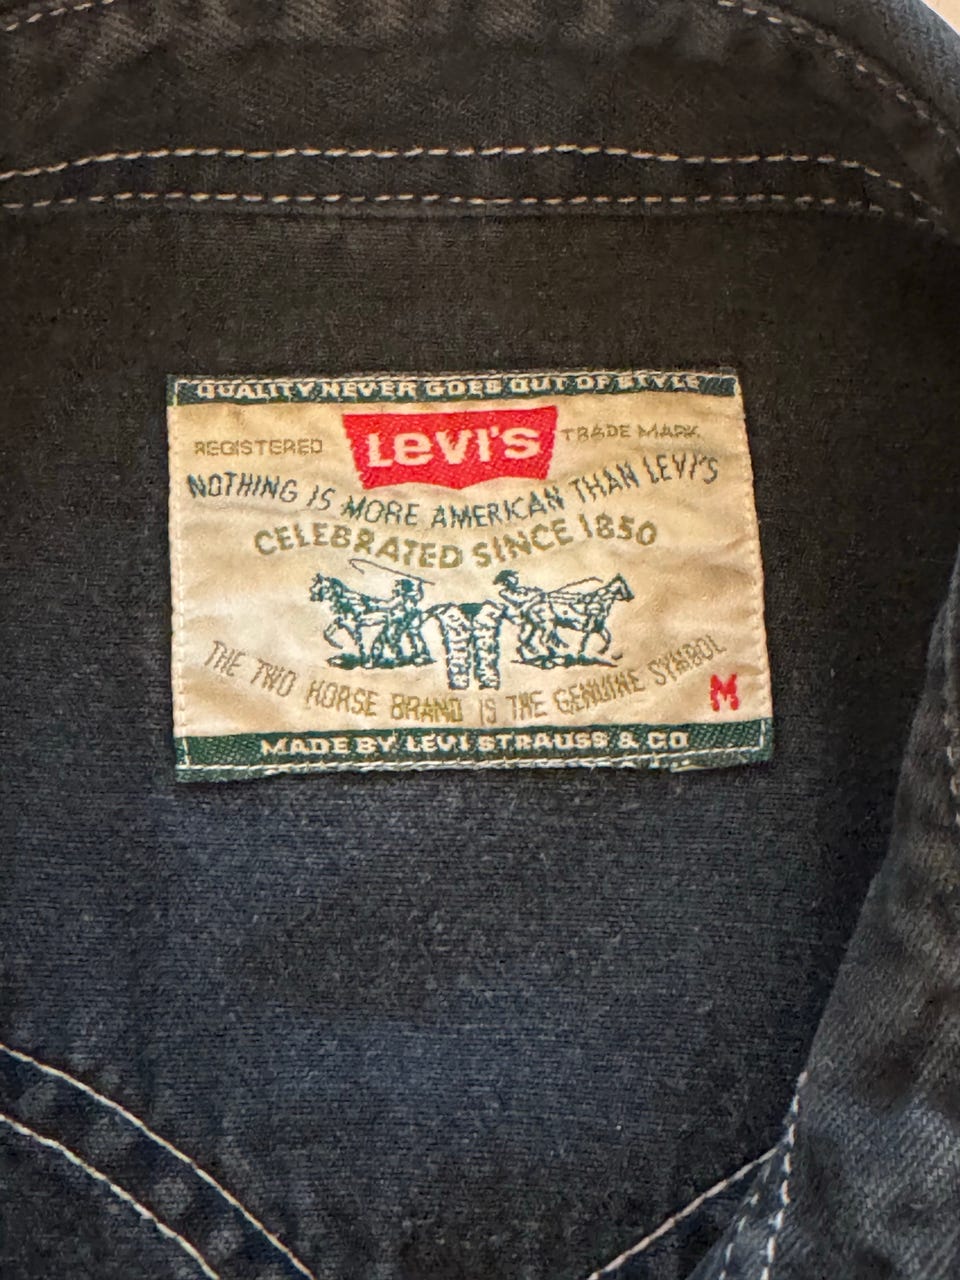 QUALITY NEVER GOES OUT OF STYLE
REGISTERED LEVI'S TRADE MARK
NOTHING IS MORE AMERICAN THAN LEVI'S
CELEBRATED SINCE 1850
THE TWO HORSE BRAND IS THE GENUINE SYMBOL
M
MADE BY LEVI STRAUSS & CO